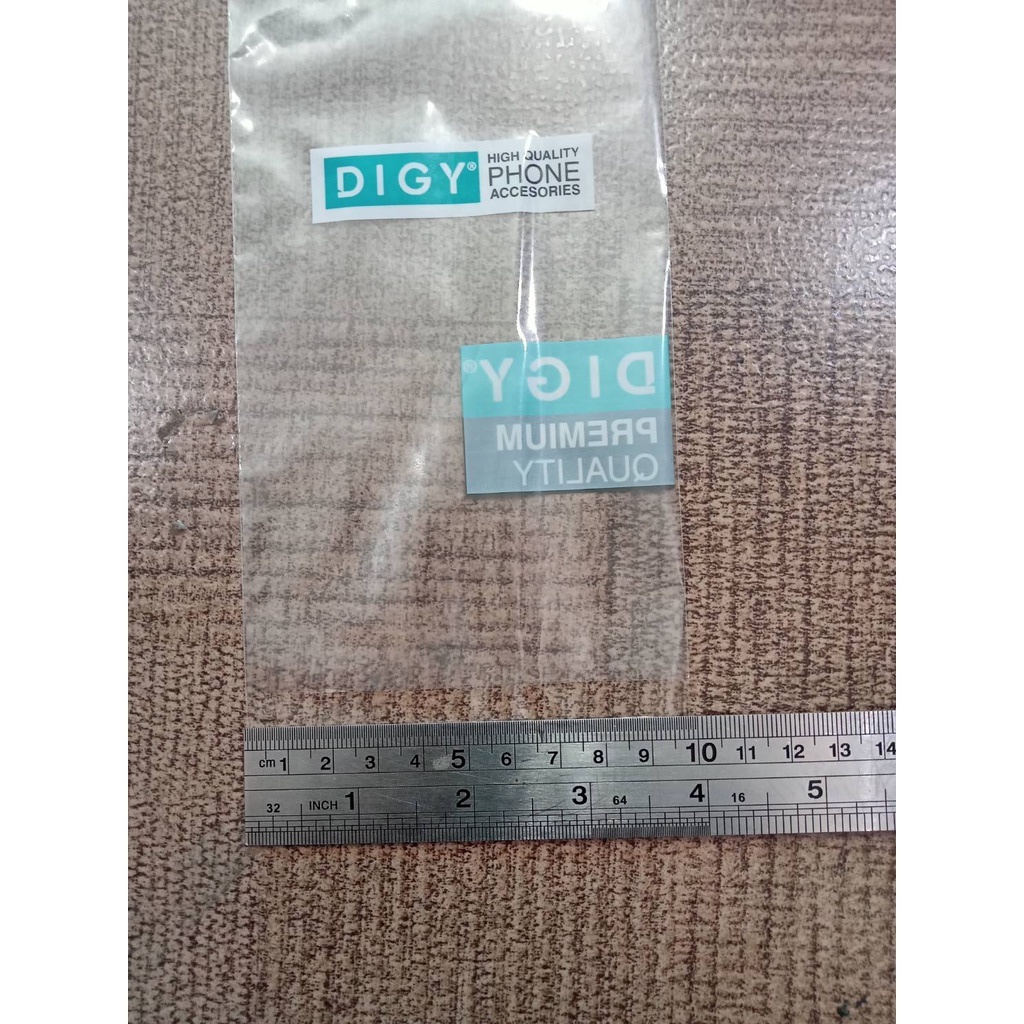 DIGY® HIGH QUALITY
PHONE
ACCESORIES
DIGY®
PREMIUM
QUALITY
cm 1 2 3 4 5 6 7 8 9 10 11 12 13 14
32 INCH 1 2 3 64 4 16 5